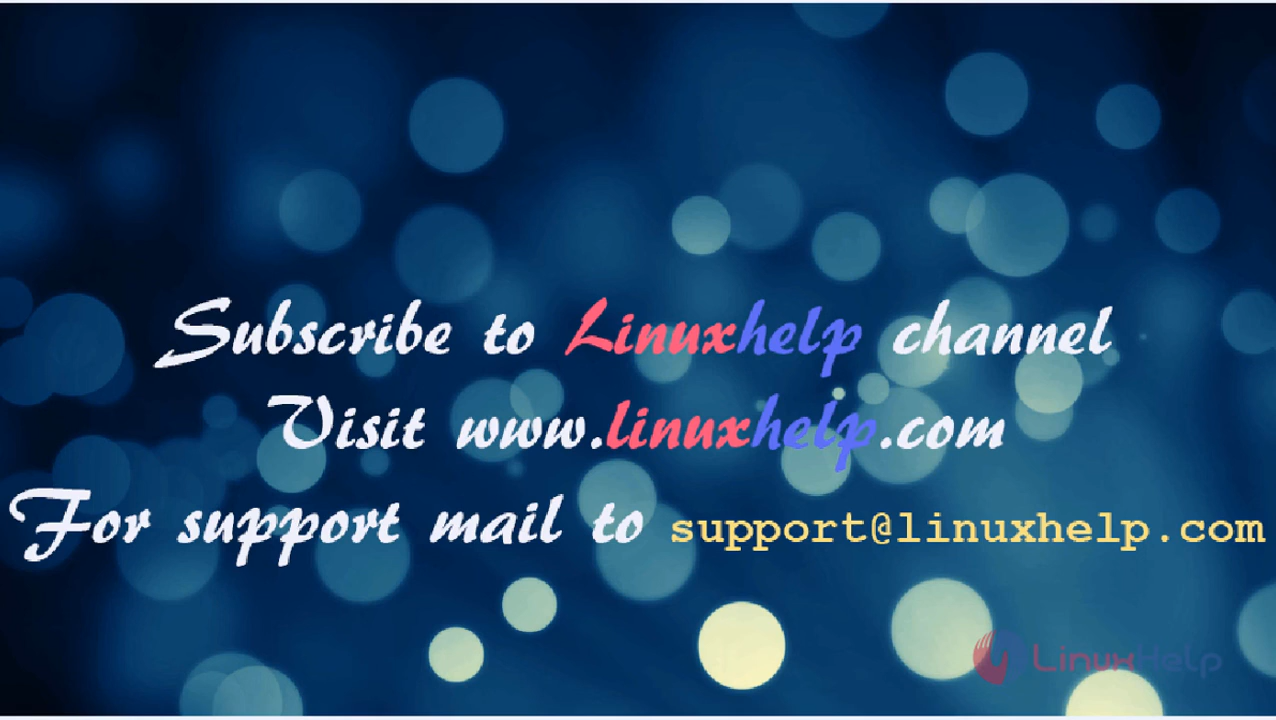 Subscribe to Linuxhelp channel
Visit www.linuxhelp.com
For support mail to support@linuxhelp.com
LinuxHelp